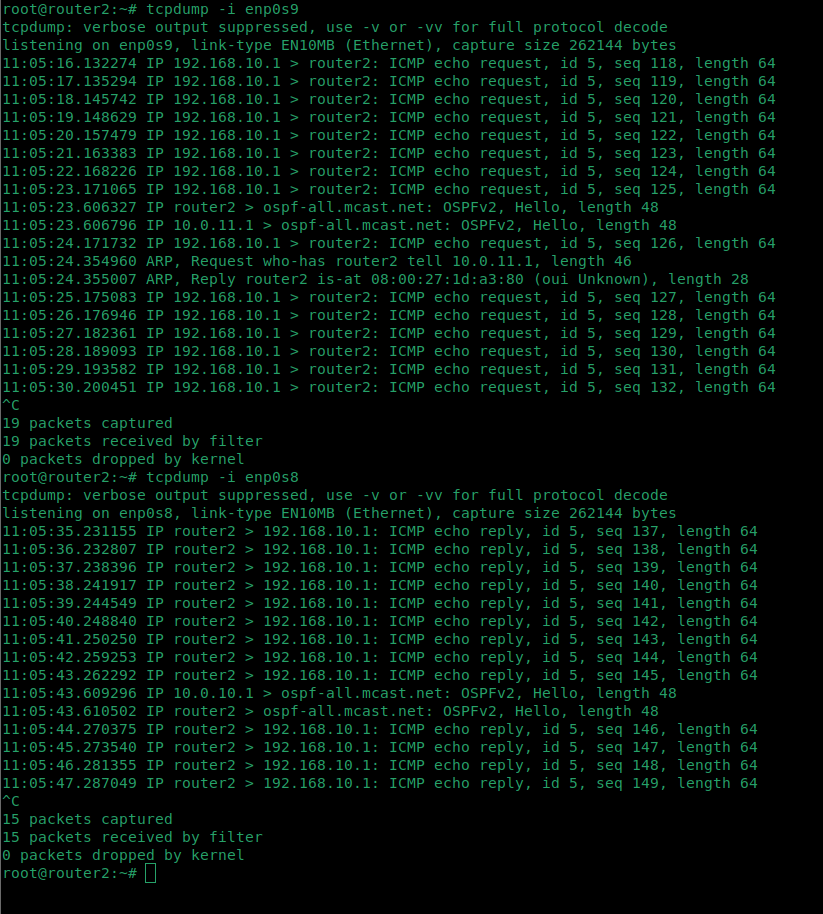 root@router2:~# tcpdump -i enp0s9
tcpdump: verbose output suppressed, use -v or -vv for full protocol decode
listening on enp0s9, link-type EN10MB (Ethernet), capture size 262144 bytes
11:05:16.132274 IP 192.168.10.1 > router2: ICMP echo request, id 5, seq 118, length 64
11:05:17.135294 IP 192.168.10.1 > router2: ICMP echo request, id 5, seq 119, length 64
11:05:18.145742 IP 192.168.10.1 > router2: ICMP echo request, id 5, seq 120, length 64
11:05:19.148629 IP 192.168.10.1 > router2: ICMP echo request, id 5, seq 121, length 64
11:05:20.157479 IP 192.168.10.1 > router2: ICMP echo request, id 5, seq 122, length 64
11:05:21.163383 IP 192.168.10.1 > router2: ICMP echo request, id 5, seq 123, length 64
11:05:22.168226 IP 192.168.10.1 > router2: ICMP echo request, id 5, seq 124, length 64
11:05:23.171065 IP 192.168.10.1 > router2: ICMP echo request, id 5, seq 125, length 64
11:05:23.606327 IP router2 > ospf-all.mcast.net: OSPFv2, Hello, length 48
11:05:23.606796 IP 10.0.11.1 > ospf-all.mcast.net: OSPFv2, Hello, length 48
11:05:24.171732 IP 192.168.10.1 > router2: ICMP echo request, id 5, seq 126, length 64
11:05:24.354960 ARP, Request who-has router2 tell 10.0.11.1, length 46
11:05:24.355007 ARP, Reply router2 is-at 08:00:27:1d:a3:80 (oui Unknown), length 28
11:05:25.175083 IP 192.168.10.1 > router2: ICMP echo request, id 5, seq 127, length 64
11:05:26.176946 IP 192.168.10.1 > router2: ICMP echo request, id 5, seq 128, length 64
11:05:27.182361 IP 192.168.10.1 > router2: ICMP echo request, id 5, seq 129, length 64
11:05:28.189093 IP 192.168.10.1 > router2: ICMP echo request, id 5, seq 130, length 64
11:05:29.193582 IP 192.168.10.1 > router2: ICMP echo request, id 5, seq 131, length 64
11:05:30.200451 IP 192.168.10.1 > router2: ICMP echo request, id 5, seq 132, length 64
^C
19 packets captured
19 packets received by filter
0 packets dropped by kernel
root@router2:~# tcpdump -i enp0s8
tcpdump: verbose output suppressed, use -v or -vv for full protocol decode
listening on enp0s8, link-type EN10MB (Ethernet), capture size 262144 bytes
11:05:35.231155 IP router2 > 192.168.10.1: ICMP echo reply, id 5, seq 137, length 64
11:05:36.232807 IP router2 > 192.168.10.1: ICMP echo reply, id 5, seq 138, length 64
11:05:37.238396 IP router2 > 192.168.10.1: ICMP echo reply, id 5, seq 139, length 64
11:05:38.241917 IP router2 > 192.168.10.1: ICMP echo reply, id 5, seq 140, length 64
11:05:39.244549 IP router2 > 192.168.10.1: ICMP echo reply, id 5, seq 141, length 64
11:05:40.248840 IP router2 > 192.168.10.1: ICMP echo reply, id 5, seq 142, length 64
11:05:41.250250 IP router2 > 192.168.10.1: ICMP echo reply, id 5, seq 143, length 64
11:05:42.259253 IP router2 > 192.168.10.1: ICMP echo reply, id 5, seq 144, length 64
11:05:43.262292 IP router2 > 192.168.10.1: ICMP echo reply, id 5, seq 145, length 64
11:05:43.609296 IP 10.0.10.1 > ospf-all.mcast.net: OSPFv2, Hello, length 48
11:05:43.610502 IP router2 > ospf-all.mcast.net: OSPFv2, Hello, length 48
11:05:44.270375 IP router2 > 192.168.10.1: ICMP echo reply, id 5, seq 146, length 64
11:05:45.273540 IP router2 > 192.168.10.1: ICMP echo reply, id 5, seq 147, length 64
11:05:46.281355 IP router2 > 192.168.10.1: ICMP echo reply, id 5, seq 148, length 64
11:05:47.287049 IP router2 > 192.168.10.1: ICMP echo reply, id 5, seq 149, length 64
^C
15 packets captured
15 packets received by filter
0 packets dropped by kernel
root@router2:~#